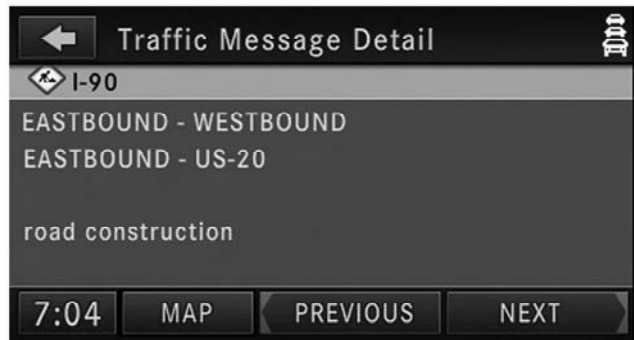 Traffic Message Detail
I-90
EASTBOUND - WESTBOUND
EASTBOUND - US-20
road construction
7:04 MAP PREVIOUS NEXT